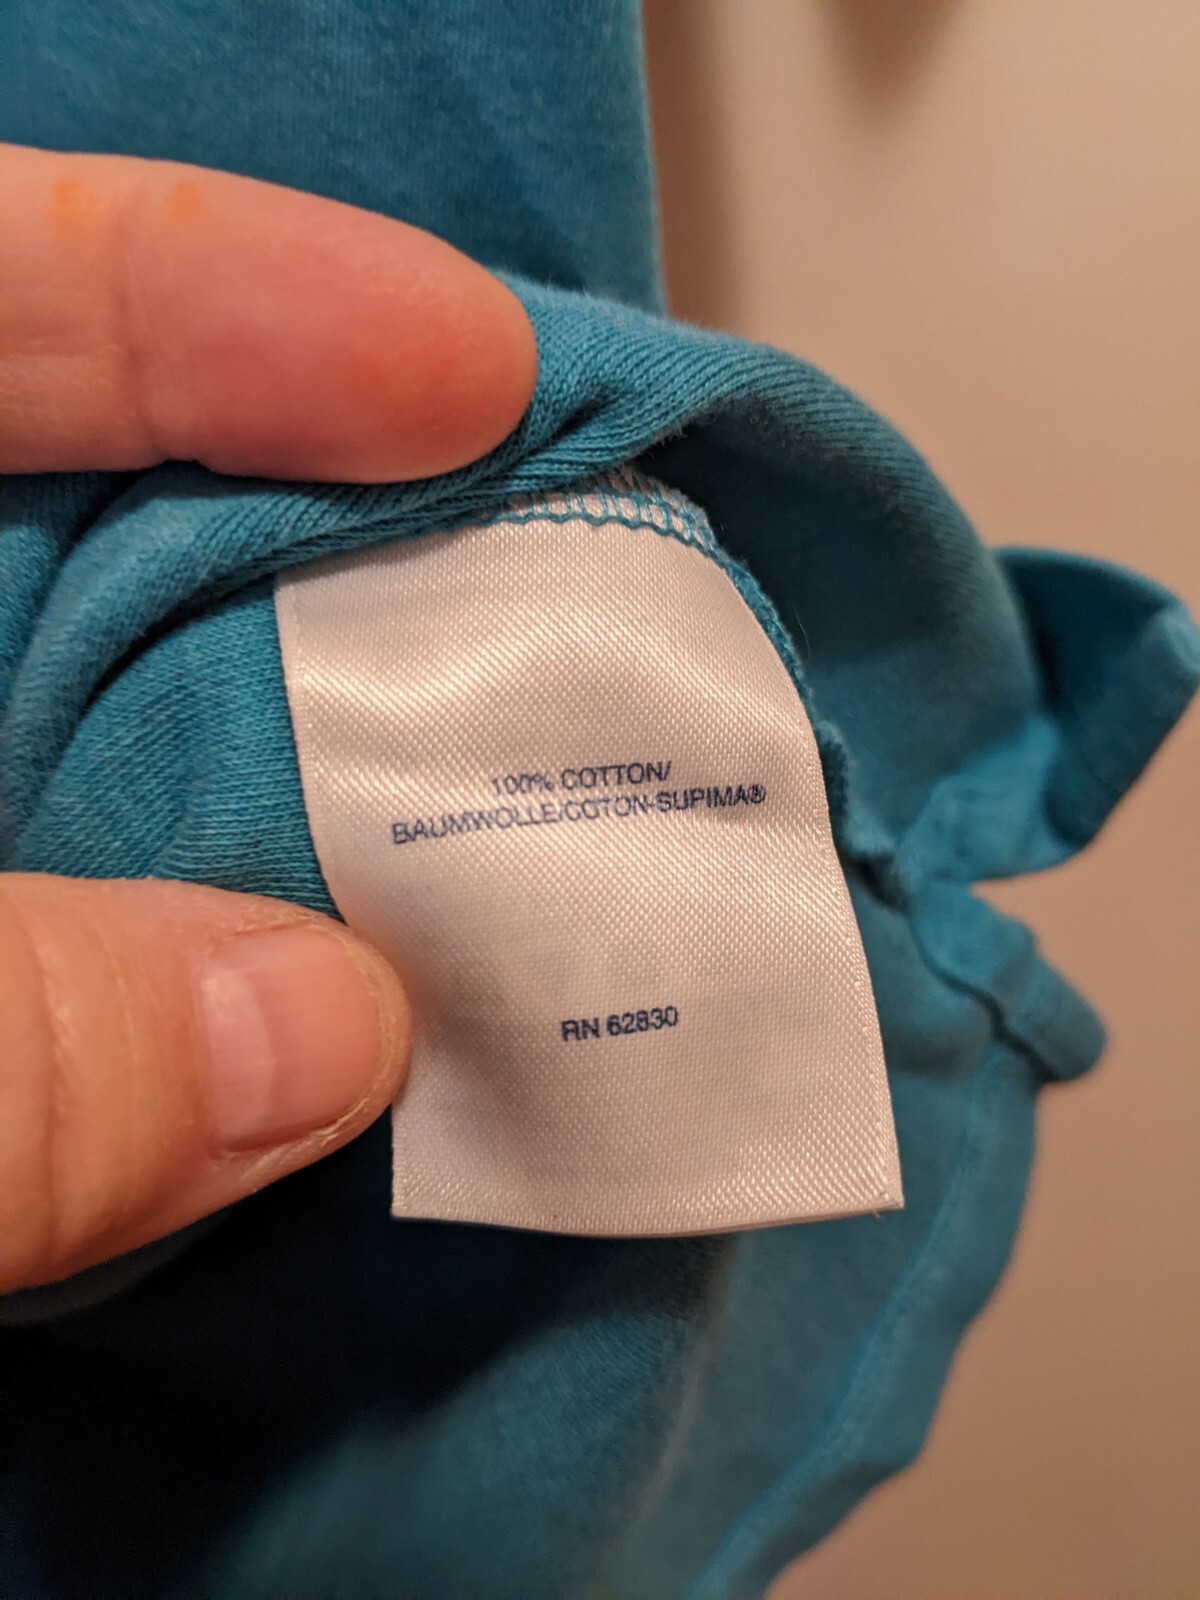 100% COTTON/
BAUMWOLLE/COTON-SUPIMA®
RN 62830